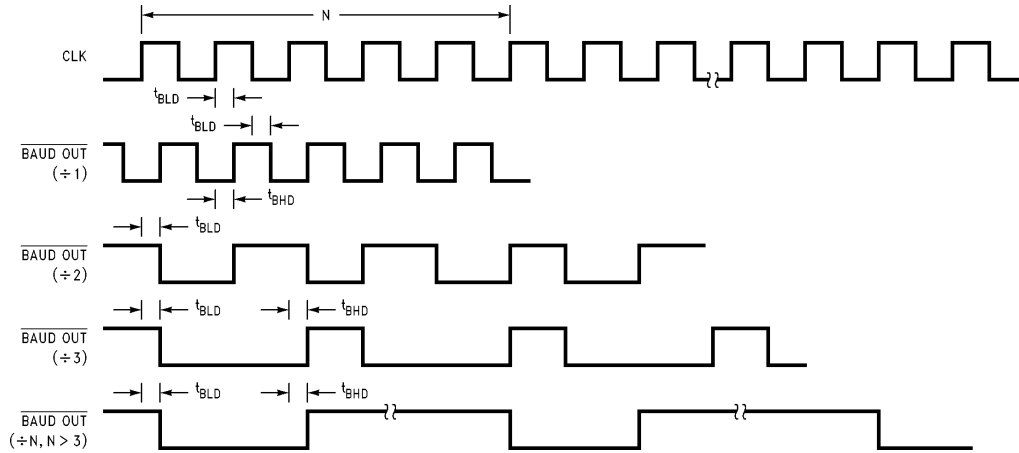 N
CLK
tBLD
tBLD
BAUD OUT
(÷1)
tBHD
tBLD
BAUD OUT
(÷2)
tBLD
tBHD
BAUD OUT
(÷3)
tBLD
tBHD
BAUD OUT
(÷N, N > 3)